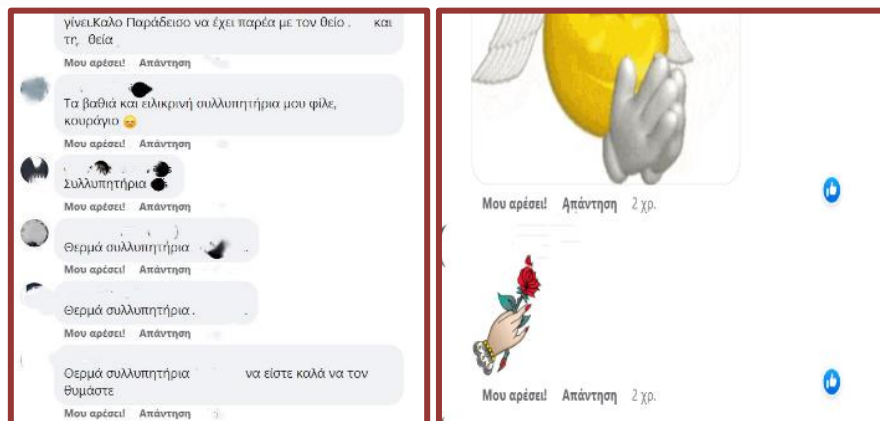 γίνει.Καλο Παράδεισο να έχει παρέα με τον θείο . και
τη, θεία
Μου αρέσει! Απάντηση
Τα βαθιά και ειλικρινή συλλυπητήρια μου φίλε,
κουράγιο 😞
Μου αρέσει! Απάντηση
Συλλυπητήρια
Μου αρέσει! Απάντηση
Θερμά συλλυπητήρια .
Μου αρέσει! Απάντηση
Θερμά συλλυπητήρια . .
Μου αρέσει! Απάντηση
Θερμά συλλυπητήρια να είστε καλά να τον
θυμάστε
Μου αρέσει! Απάντηση
Μου αρέσει! Απάντηση 2 χρ.
Μου αρέσει! Απάντηση 2 χρ.